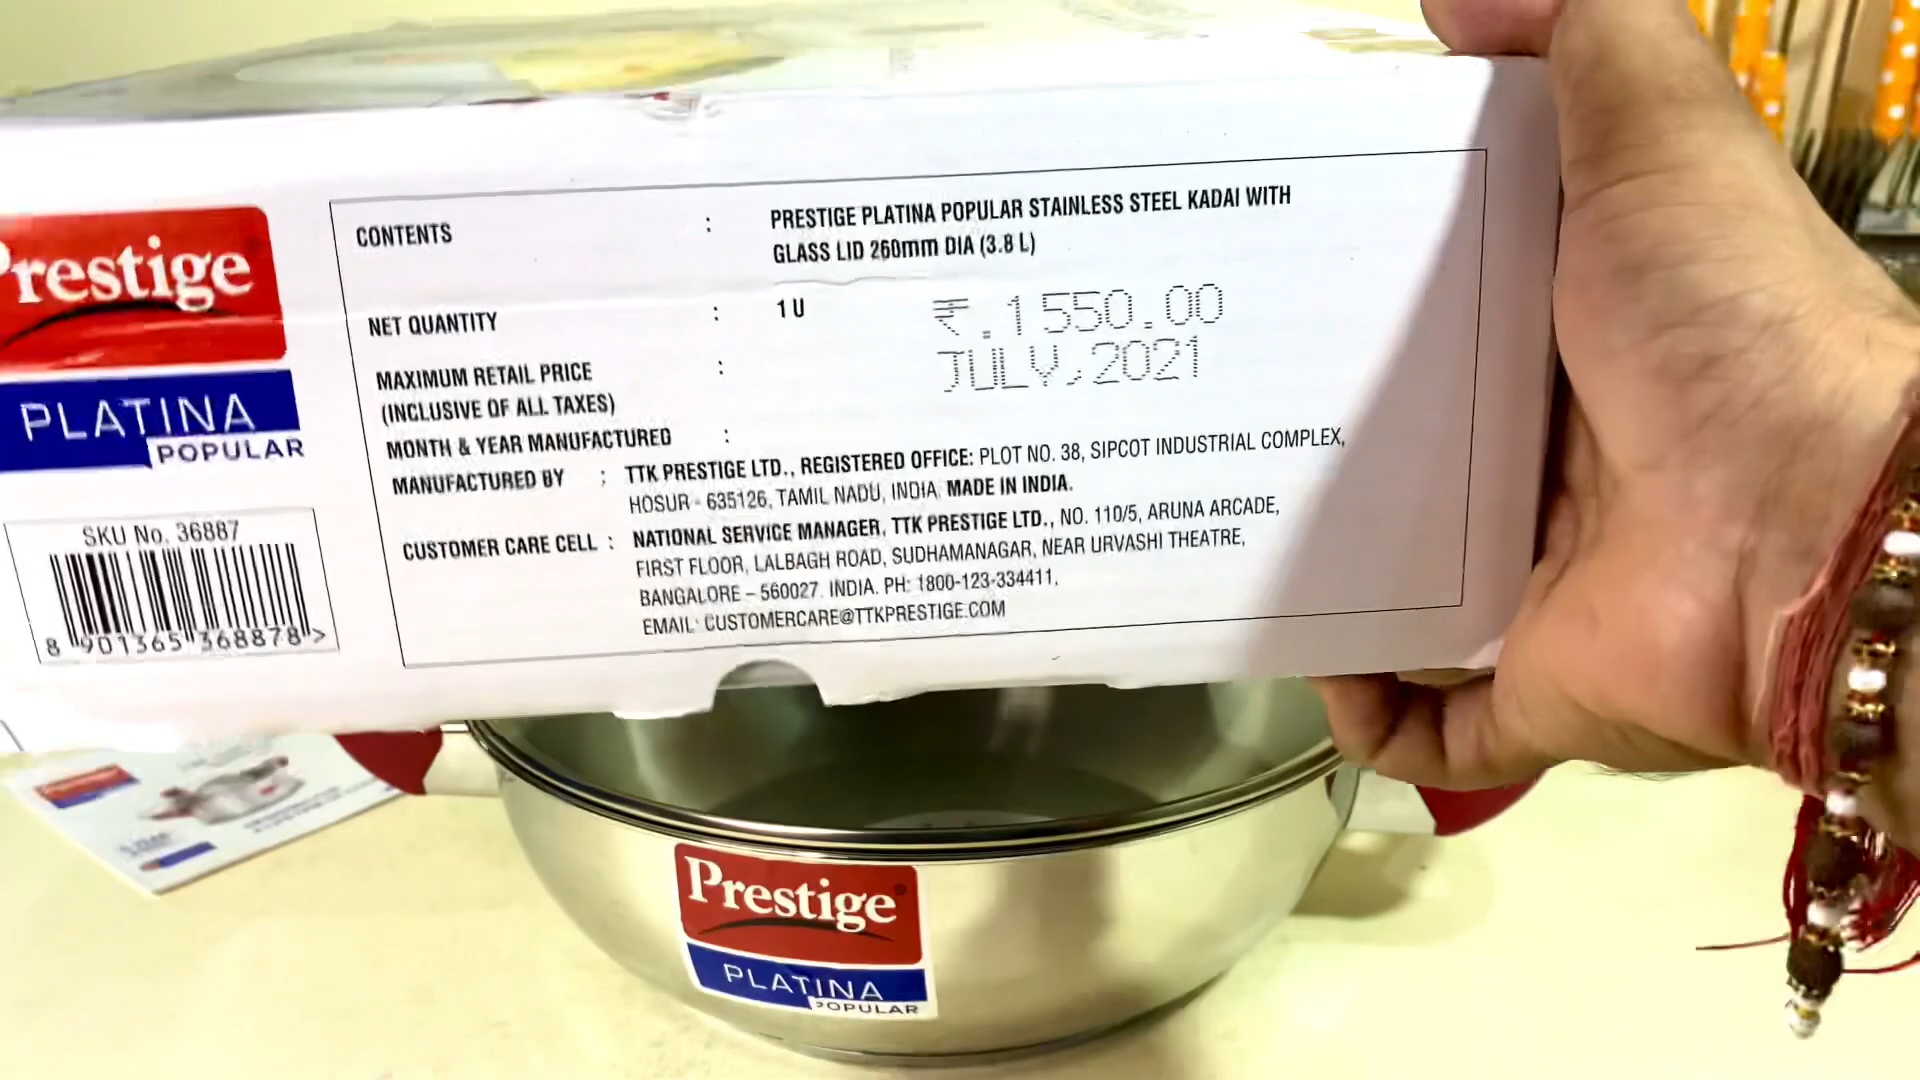 Prestige
PLATINA
POPULAR
SKU No. 36887
8 901365 368878 >
CONTENTS : PRESTIGE PLATINA POPULAR STAINLESS STEEL KADAI WITH
GLASS LID 260mm DIA (3.8 L)
NET QUANTITY : 1 U
₹.1550.00
MAXIMUM RETAIL PRICE :
(INCLUSIVE OF ALL TAXES)
JULY,2021
MONTH & YEAR MANUFACTURED :
MANUFACTURED BY : TTK PRESTIGE LTD., REGISTERED OFFICE: PLOT NO. 38, SIPCOT INDUSTRIAL COMPLEX,
HOSUR - 635126, TAMIL NADU, INDIA. MADE IN INDIA.
CUSTOMER CARE CELL : NATIONAL SERVICE MANAGER, TTK PRESTIGE LTD., NO. 110/5, ARUNA ARCADE,
FIRST FLOOR, LALBAGH ROAD, SUDHAMANAGAR, NEAR URVASHI THEATRE,
BANGALORE – 560027. INDIA. PH: 1800-123-334411.
EMAIL: CUSTOMERCARE@TTKPRESTIGE.COM
Prestige
Prestige
PLATINA
POPULAR